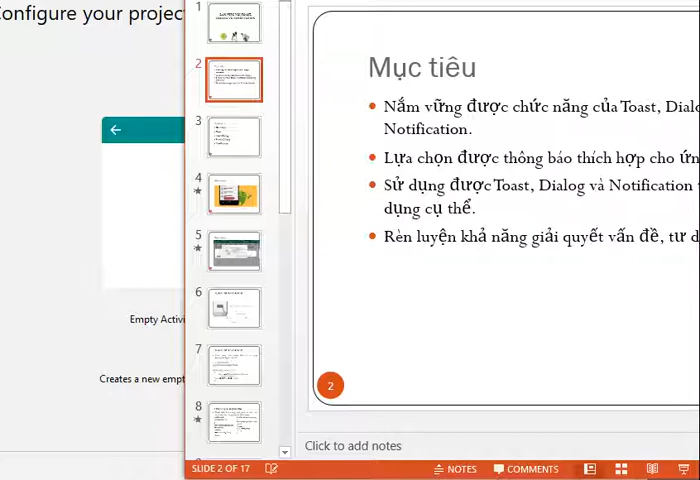 Configure your projec
Empty Activi
Creates a new empt
1
2
3
4
5
6
7
8
Mục tiêu
Nắm vững được chức năng của Toast, Dialo
Notification.
Lựa chọn được thông báo thích hợp cho ứn
Sử dụng được Toast, Dialog và Notification
dụng cụ thể.
Rèn luyện khả năng giải quyết vấn đề, tư d
2
Click to add notes
SLIDE 2 OF 17
NOTES
COMMENTS